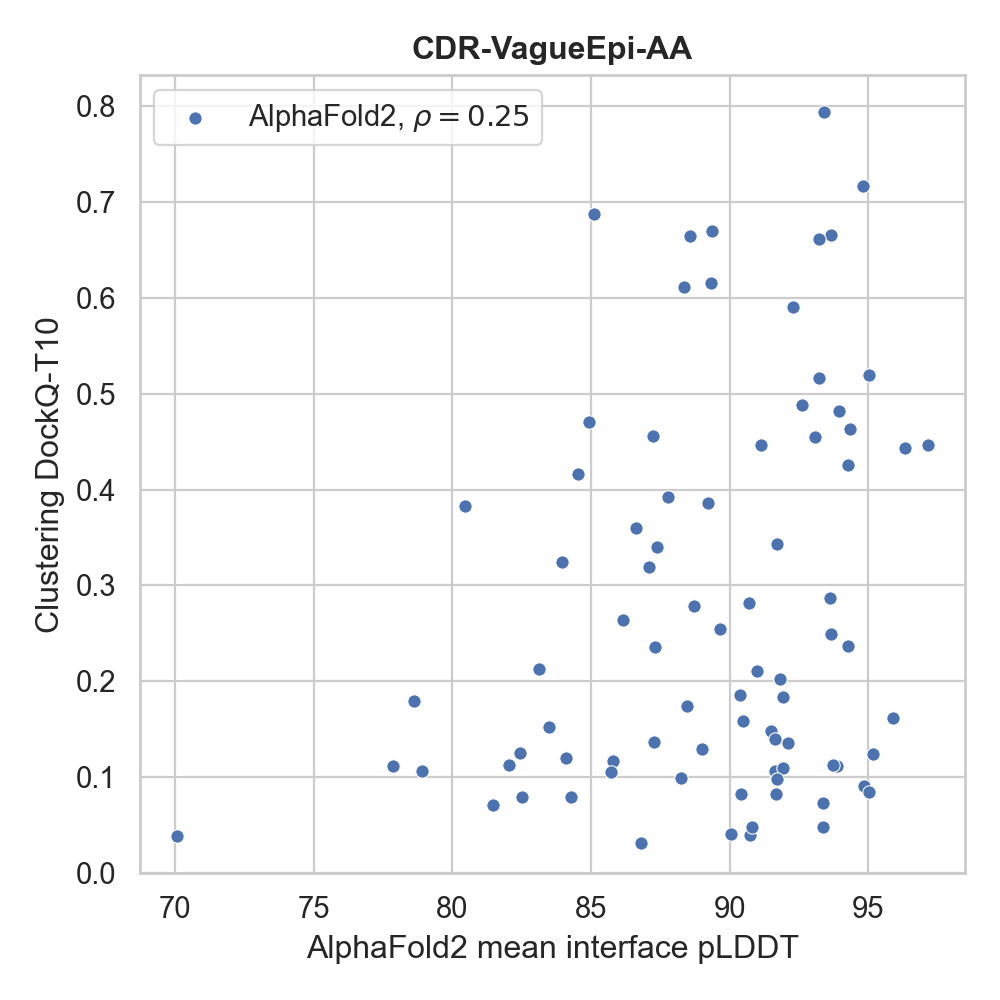 CDR-VagueEpi-AA
AlphaFold2, ρ = 0.25
Clustering DockQ-T10
0.8
0.7
0.6
0.5
0.4
0.3
0.2
0.1
0.0
70 75 80 85 90 95
AlphaFold2 mean interface pLDDT